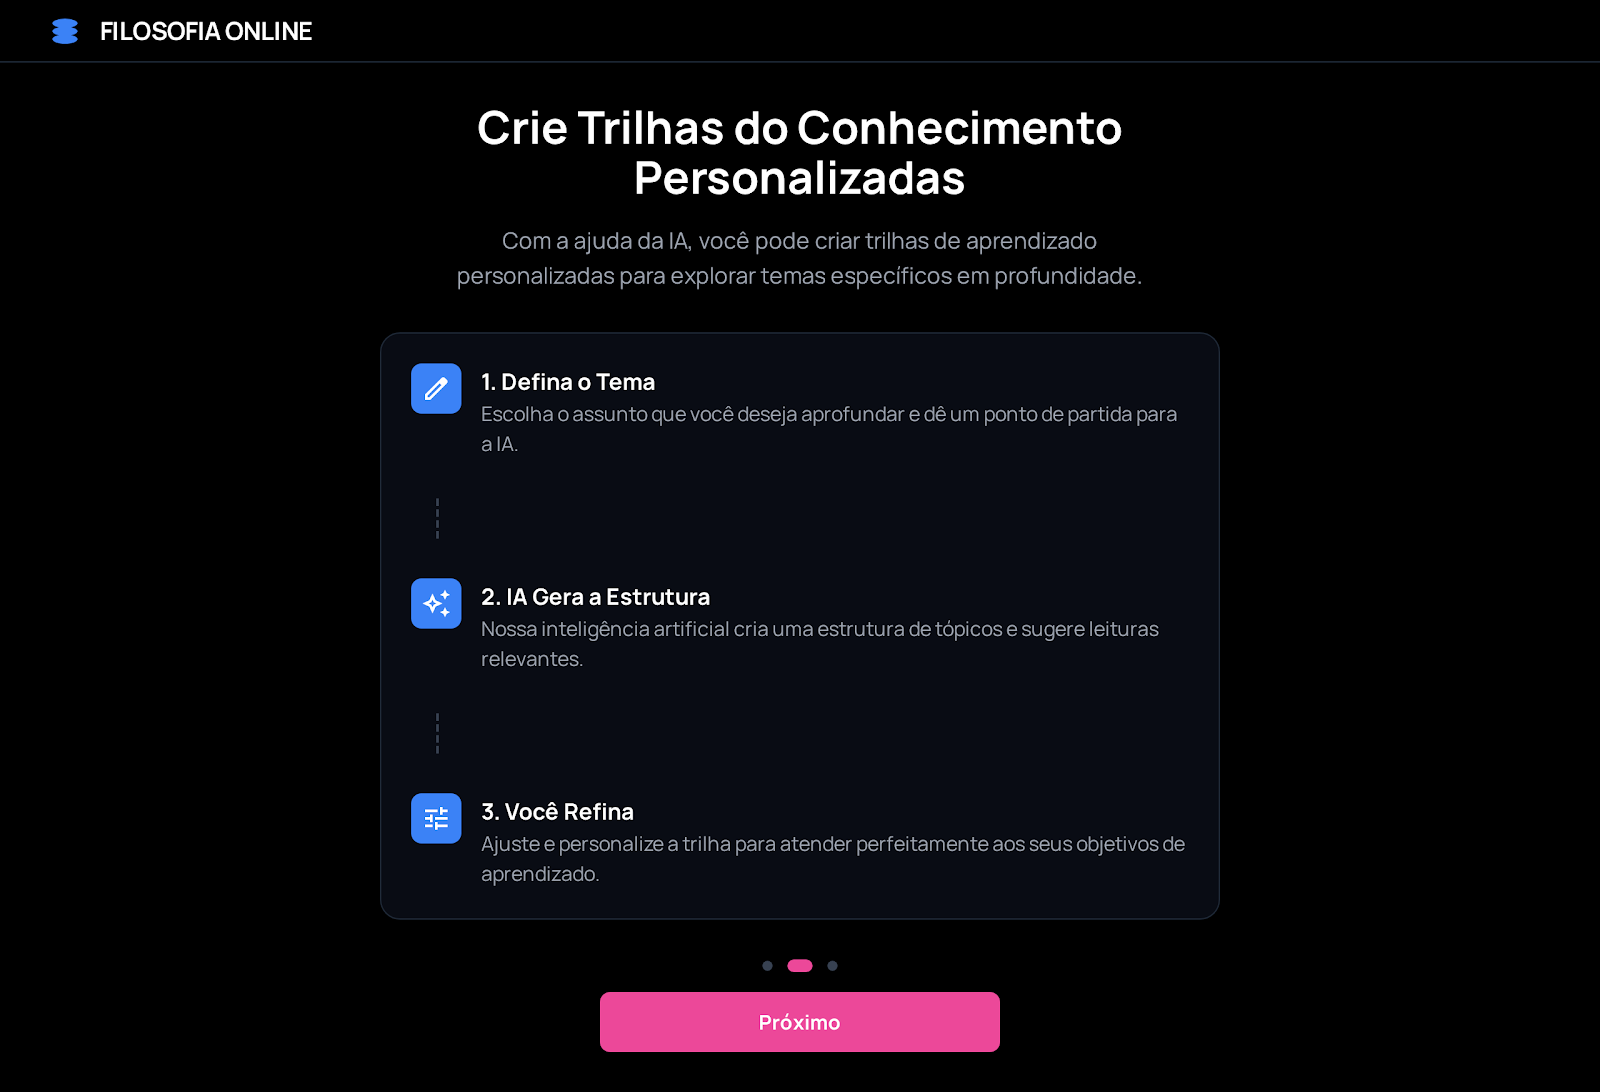 FILOSOFIA ONLINE
Crie Trilhas do Conhecimento
Personalizadas
Com a ajuda da IA, você pode criar trilhas de aprendizado
personalizadas para explorar temas específicos em profundidade.
1. Defina o Tema
Escolha o assunto que você deseja aprofundar e dê um ponto de partida para
a IA.
2. IA Gera a Estrutura
Nossa inteligência artificial cria uma estrutura de tópicos e sugere leituras
relevantes.
3. Você Refina
Ajuste e personalize a trilha para atender perfeitamente aos seus objetivos de
aprendizado.
Próximo